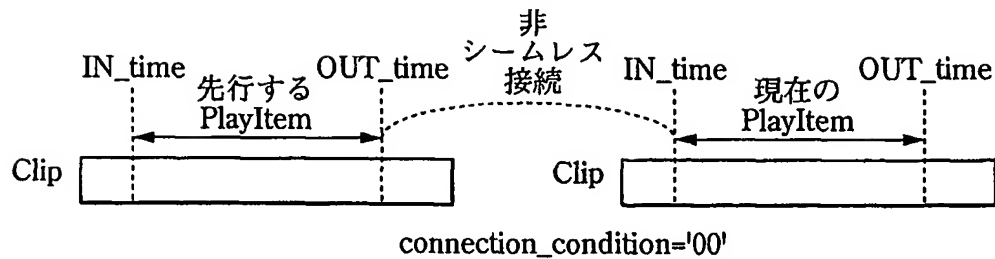 非
シームレス
接続
IN_time
OUT_time
IN_time
OUT_time
先行する
PlayItem
現在の
PlayItem
Clip
Clip
connection_condition='00'